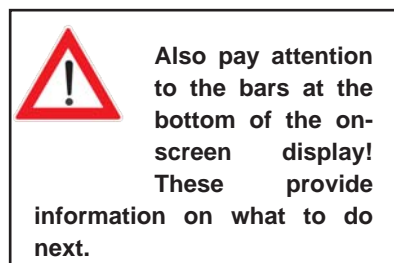 Also pay attention
to the bars at the
bottom of the on-
screen display!
These provide
information on what to do
next.